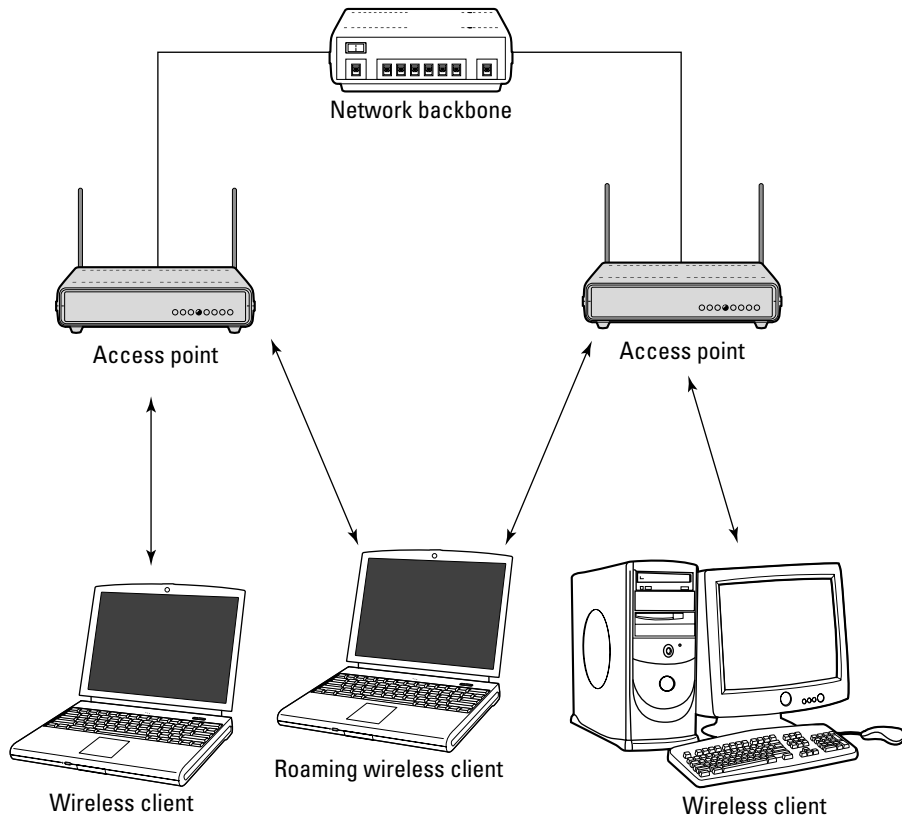 Network backbone
Access point
Access point
Roaming wireless client
Wireless client
Wireless client